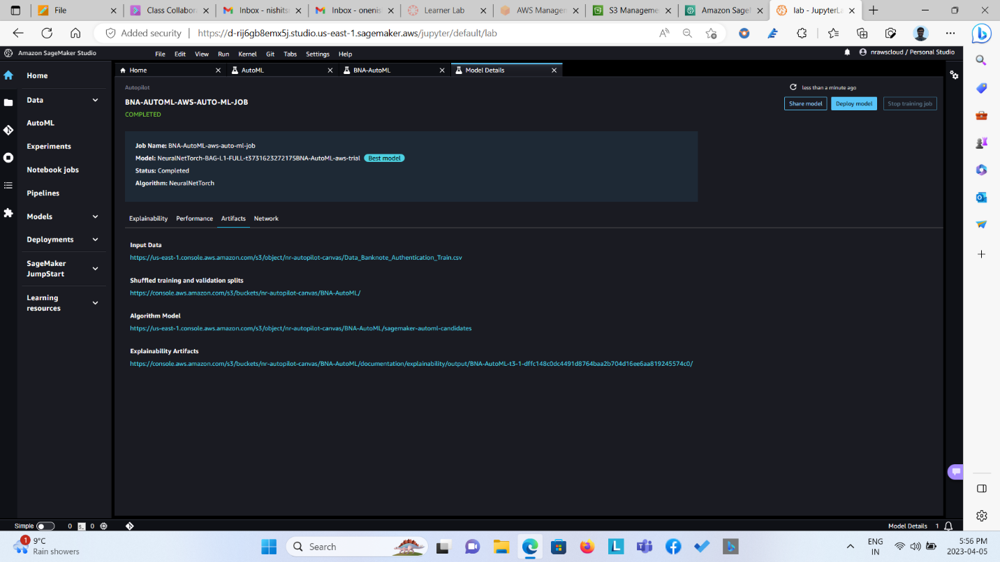 File
Class Collabora
Inbox - nishits
Inbox - onenis
Learner Lab
AWS Managem
S3 Manageme
Amazon Sagel
lab - JupyterLa
Added security
https://d-rij6gb8emx5j.studio.us-east-1.sagemaker.aws/jupyter/default/lab
Amazon SageMaker Studio
File Edit View Run Kernel Git Tabs Settings Help
nrawscloud / Personal Studio
Home
Data
AutoML
Experiments
Notebook jobs
Pipelines
Models
Deployments
SageMaker
JumpStart
Learning
resources
Home
AutoML
BNA-AutoML
Model Details
Autopilot
BNA-AUTOML-AWS-AUTO-ML-JOB
COMPLETED
less than a minute ago
Share model
Deploy model
Stop training job
Job Name: BNA-AutoML-aws-auto-ml-job
Model: NeuralNetTorch-BAG-L1-FULL-t3731623272175BNA-AutoML-aws-trial Best model
Status: Completed
Algorithm: NeuralNetTorch
Explainability Performance Artifacts Network
Input Data
https://us-east-1.console.aws.amazon.com/s3/object/nr-autopilot-canvas/Data_Banknote_Authentication_Train.csv
Shuffled training and validation splits
https://console.aws.amazon.com/s3/buckets/nr-autopilot-canvas/BNA-AutoML/
Algorithm Model
https://us-east-1.console.aws.amazon.com/s3/object/nr-autopilot-canvas/BNA-AutoML/sagemaker-automl-candidates
Explainability Artifacts
https://console.aws.amazon.com/s3/buckets/nr-autopilot-canvas/BNA-AutoML/documentation/explainability/output/BNA-AutoML-t3-1-dffc148c0dc4491d8764baa2b704d16ee6aa819245574c0/
Simple 0 0
Model Details 1
1
9°C
Rain showers
Search
ENG
IN
5:56 PM
2023-04-05